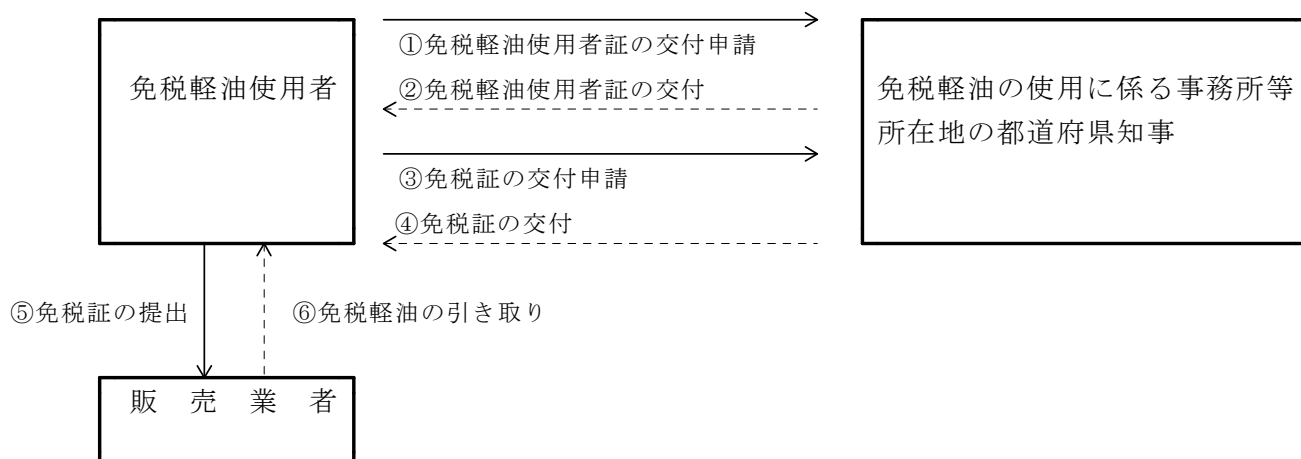 ①免税軽油使用者証の交付申請
免税軽油使用者
②免税軽油使用者証の交付
免税軽油の使用に係る事務所等
所在地の都道府県知事
③免税証の交付申請
④免税証の交付
⑤免税証の提出
⑥免税軽油の引き取り
販売業者